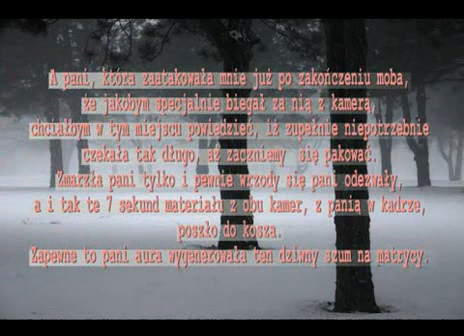 A pani, która zaatakowała mnie już po zakończeniu moba,
że jakobym specjalnie biegał za nią z kamerą,
chciałbym w tym miejscu powiedzieć, iż zupełnie niepotrzebnie
czekała tak długo, aż zaczniemy się pakować.
Zmarzła pani tylko i pewnie wrzody się pani odezwały,
a i tak te 7 sekund materiału z obu kamer, z panią w kadrze,
poszło do kosza.
Zapewne to pani aura wygenerowała ten dziwny szum na matrycy.